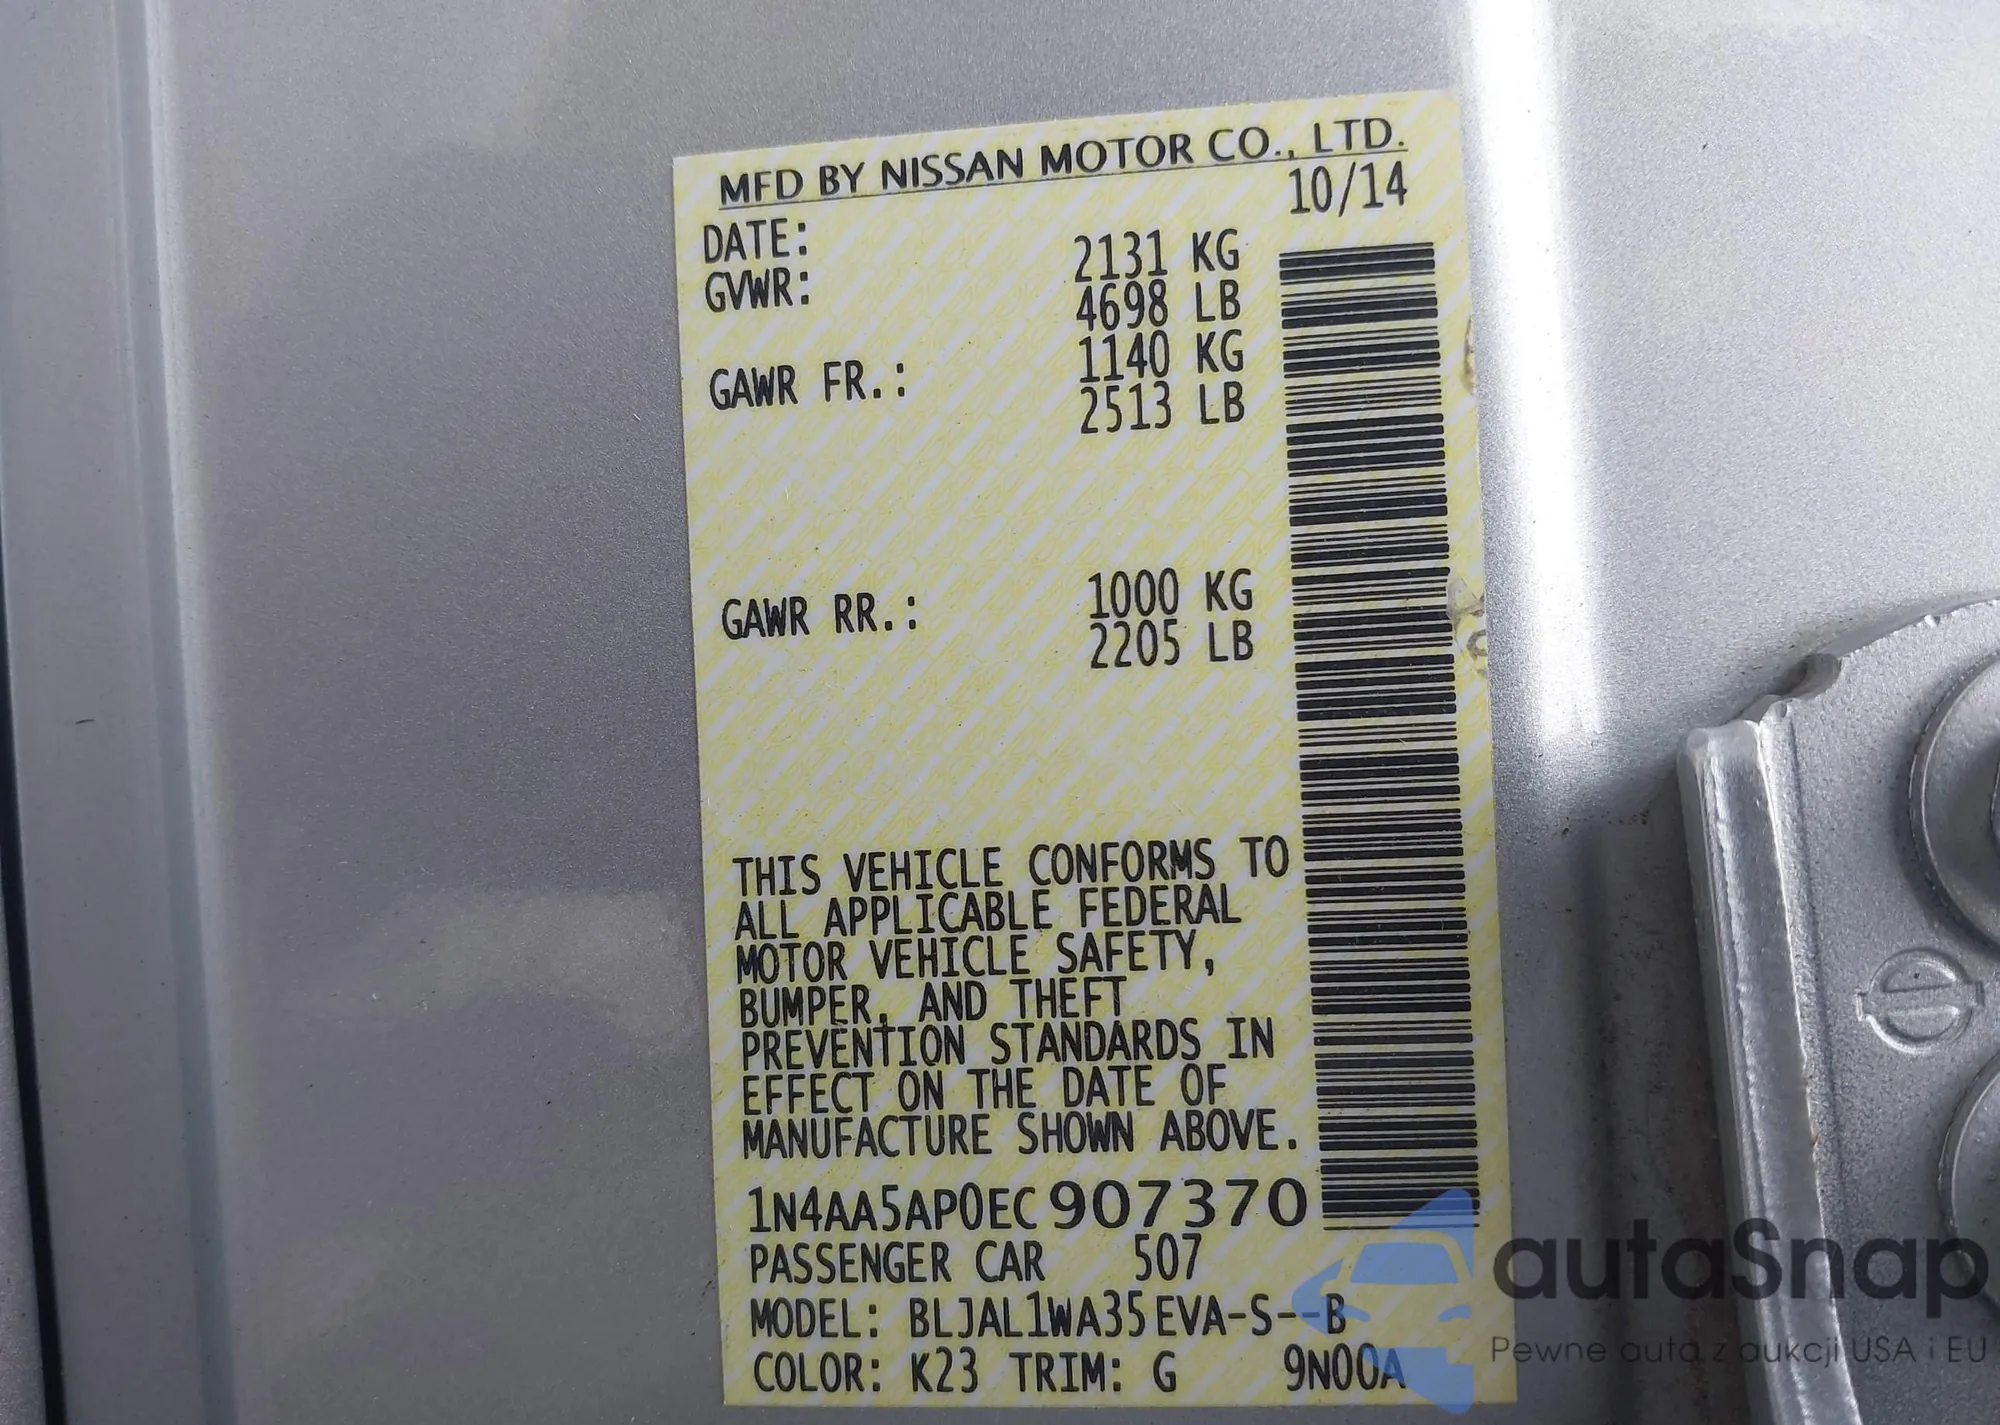 MFD BY NISSAN MOTOR CO., LTD.
DATE: 10/14
GVWR: 2131 KG
4698 LB
GAWR FR.: 1140 KG
2513 LB
GAWR RR.: 1000 KG
2205 LB
THIS VEHICLE CONFORMS TO
ALL APPLICABLE FEDERAL
MOTOR VEHICLE SAFETY,
BUMPER, AND THEFT
PREVENTION STANDARDS IN
EFFECT ON THE DATE OF
MANUFACTURE SHOWN ABOVE.
1N4AA5AP0EC907370
PASSENGER CAR 507
MODEL: BLJAL1WA35EVA-S--B
COLOR: K23 TRIM: G 9N00A
autaSnap
Pewne auta z aukcji USA i EU